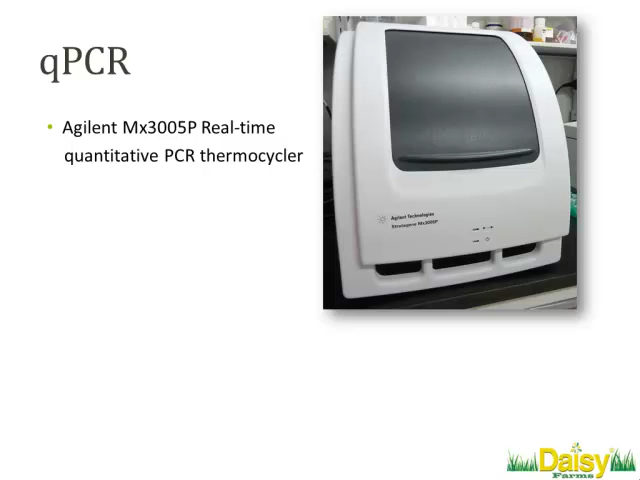 qPCR
• Agilent Mx3005P Real-time
quantitative PCR thermocycler
Agilent Technologies
Stratagene Mx3005P
Daisy
Farms